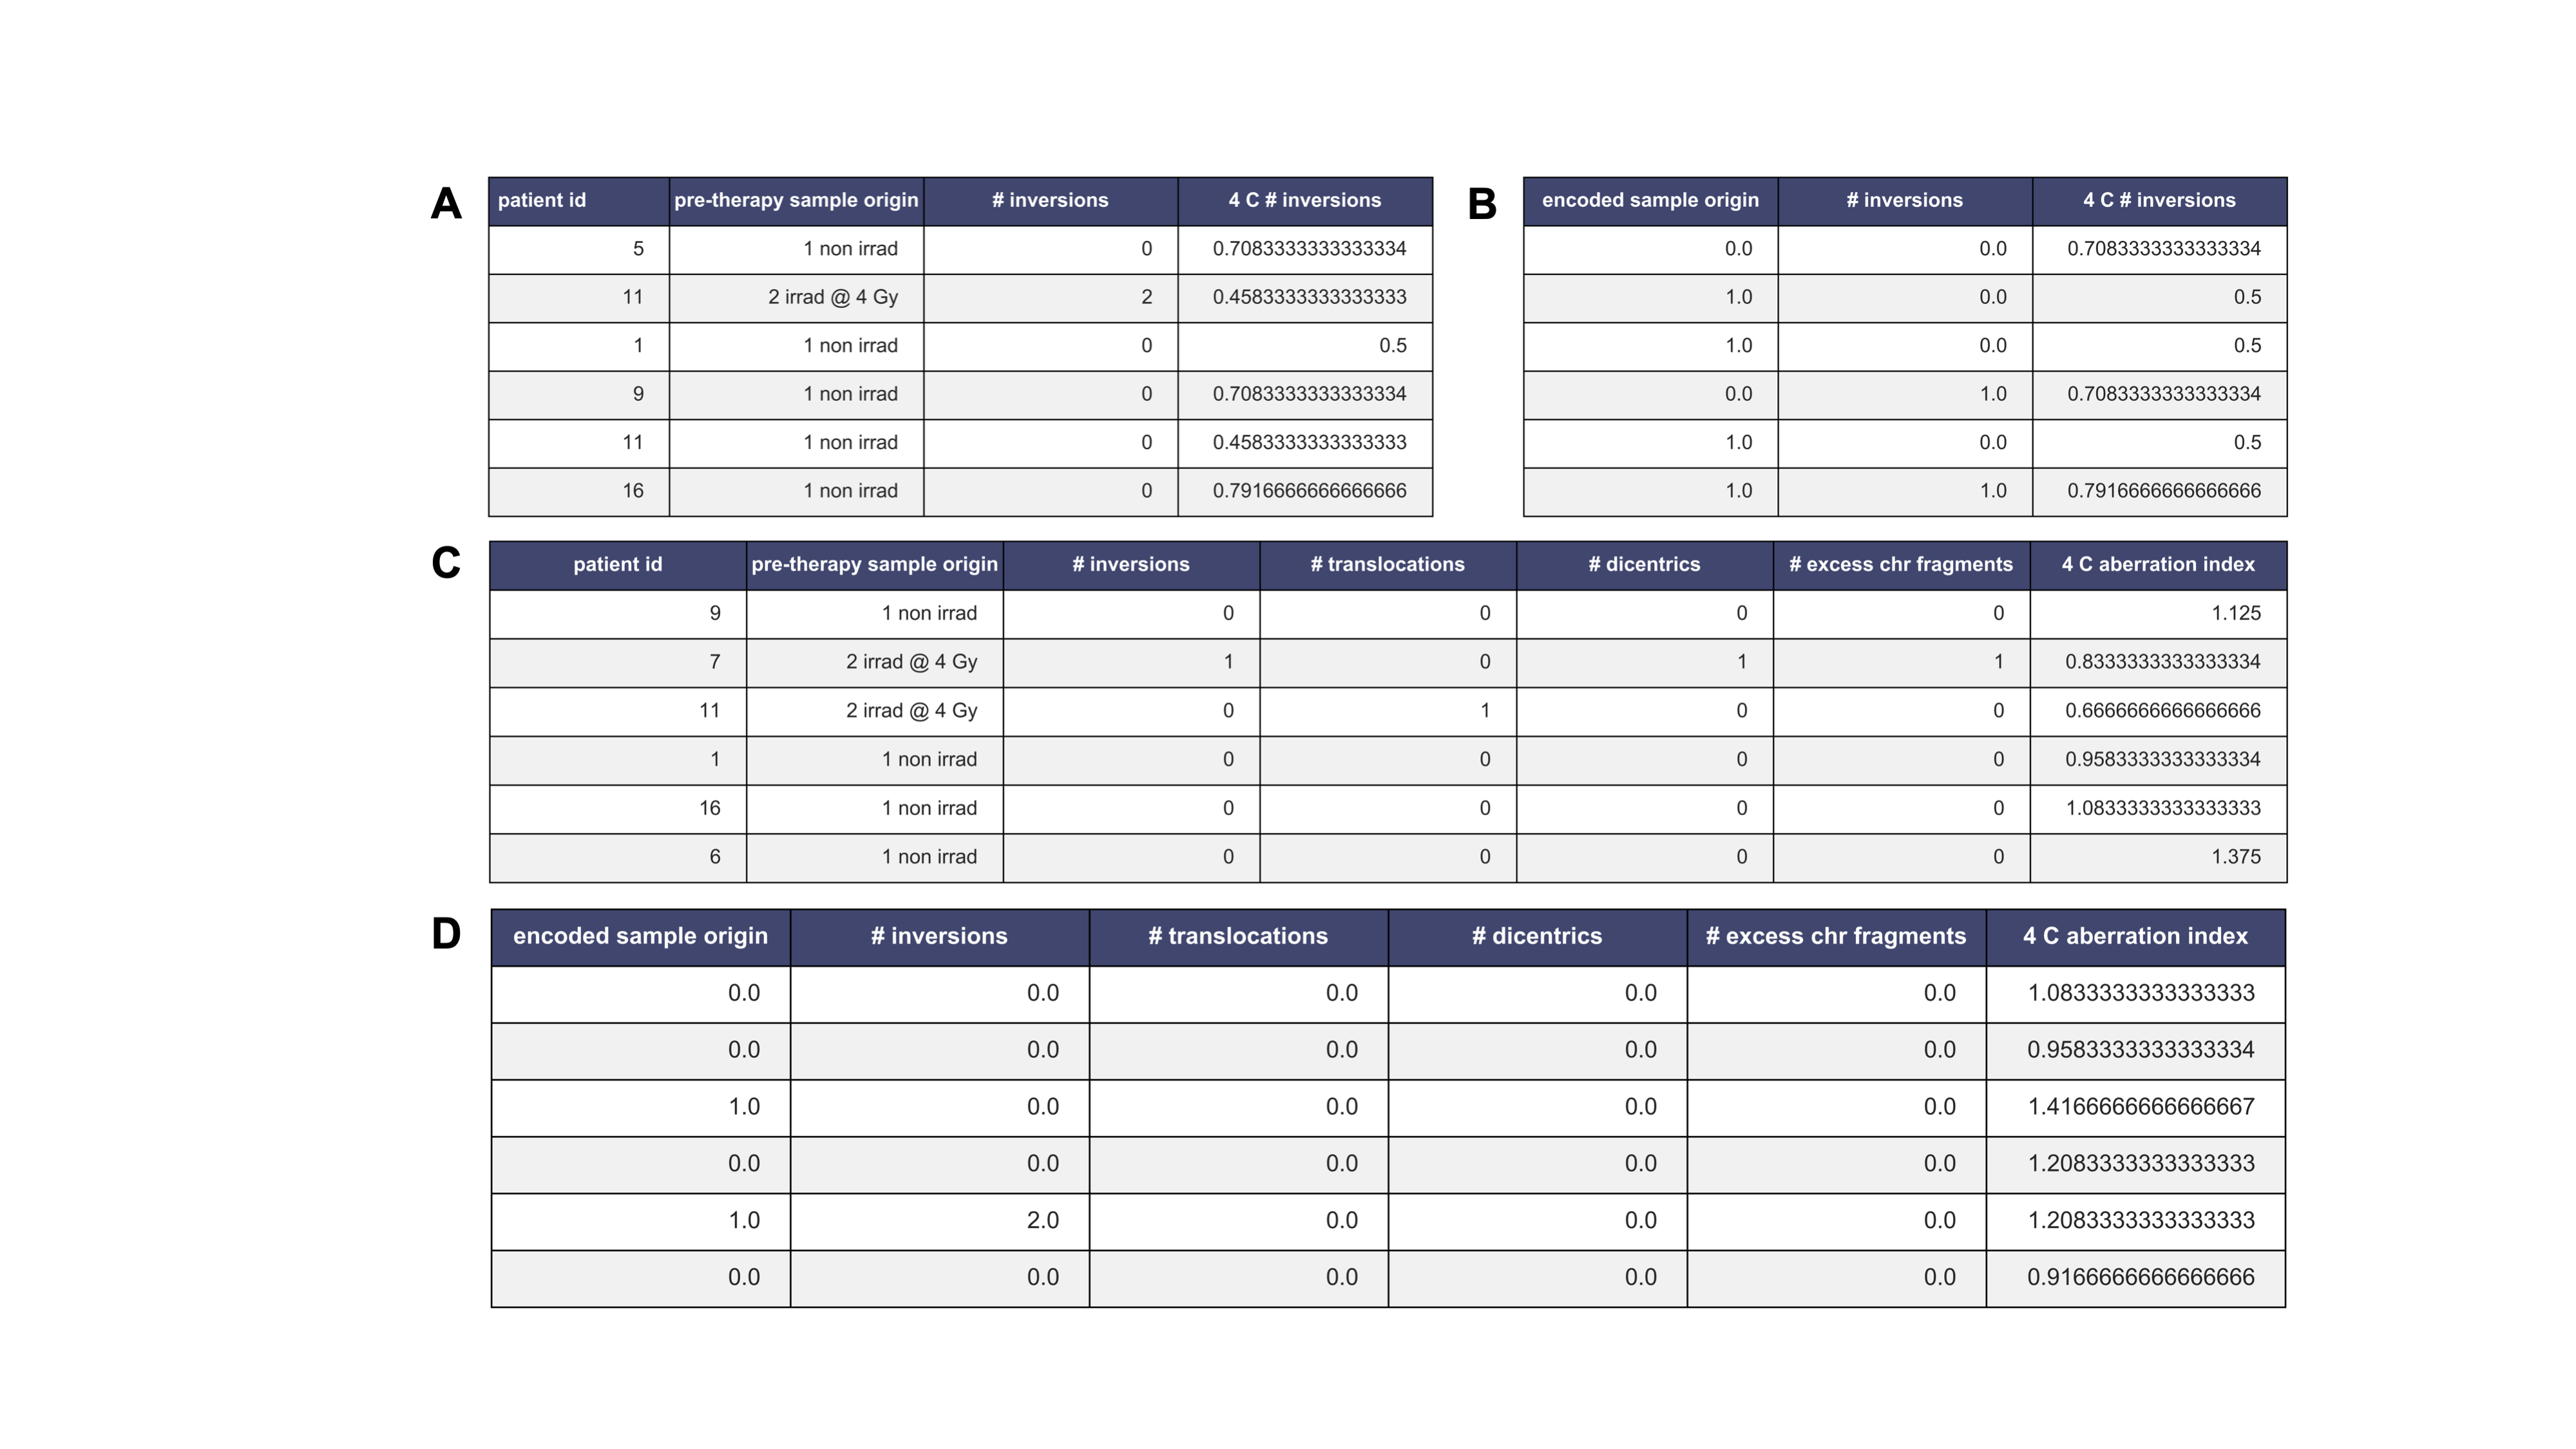 A
patient id pre-therapy sample origin # inversions 4 C # inversions
5 1 non irrad 0 0.7083333333333334
11 2 irrad @ 4 Gy 2 0.4583333333333333
1 1 non irrad 0 0.5
9 1 non irrad 0 0.7083333333333334
11 1 non irrad 0 0.4583333333333333
16 1 non irrad 0 0.7916666666666666
B
encoded sample origin # inversions 4 C # inversions
0.0 0.0 0.7083333333333334
1.0 0.0 0.5
1.0 0.0 0.5
0.0 1.0 0.7083333333333334
1.0 0.0 0.5
1.0 1.0 0.7916666666666666
C
patient id pre-therapy sample origin # inversions # translocations # dicentrics # excess chr fragments 4 C aberration index
9 1 non irrad 0 0 0 0 1.125
7 2 irrad @ 4 Gy 1 0 1 1 0.8333333333333334
11 2 irrad @ 4 Gy 0 1 0 0 0.6666666666666666
1 1 non irrad 0 0 0 0 0.9583333333333334
16 1 non irrad 0 0 0 0 1.0833333333333333
6 1 non irrad 0 0 0 0 1.375
D
encoded sample origin # inversions # translocations # dicentrics # excess chr fragments 4 C aberration index
0.0 0.0 0.0 0.0 0.0 1.0833333333333333
0.0 0.0 0.0 0.0 0.0 0.9583333333333334
1.0 0.0 0.0 0.0 0.0 1.4166666666666667
0.0 0.0 0.0 0.0 0.0 1.2083333333333333
1.0 2.0 0.0 0.0 0.0 1.2083333333333333
0.0 0.0 0.0 0.0 0.0 0.9166666666666666